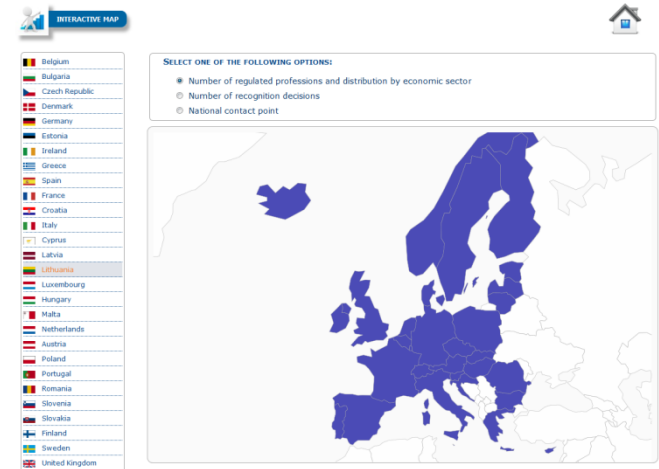 INTERACTIVE MAP
Belgium
Bulgaria
Czech Republic
Denmark
Germany
Estonia
Ireland
Greece
Spain
France
Croatia
Italy
Cyprus
Latvia
Lithuania
Luxembourg
Hungary
Malta
Netherlands
Austria
Poland
Portugal
Romania
Slovenia
Slovakia
Finland
Sweden
United Kingdom
SELECT ONE OF THE FOLLOWING OPTIONS:
Number of regulated professions and distribution by economic sector
Number of recognition decisions
National contact point